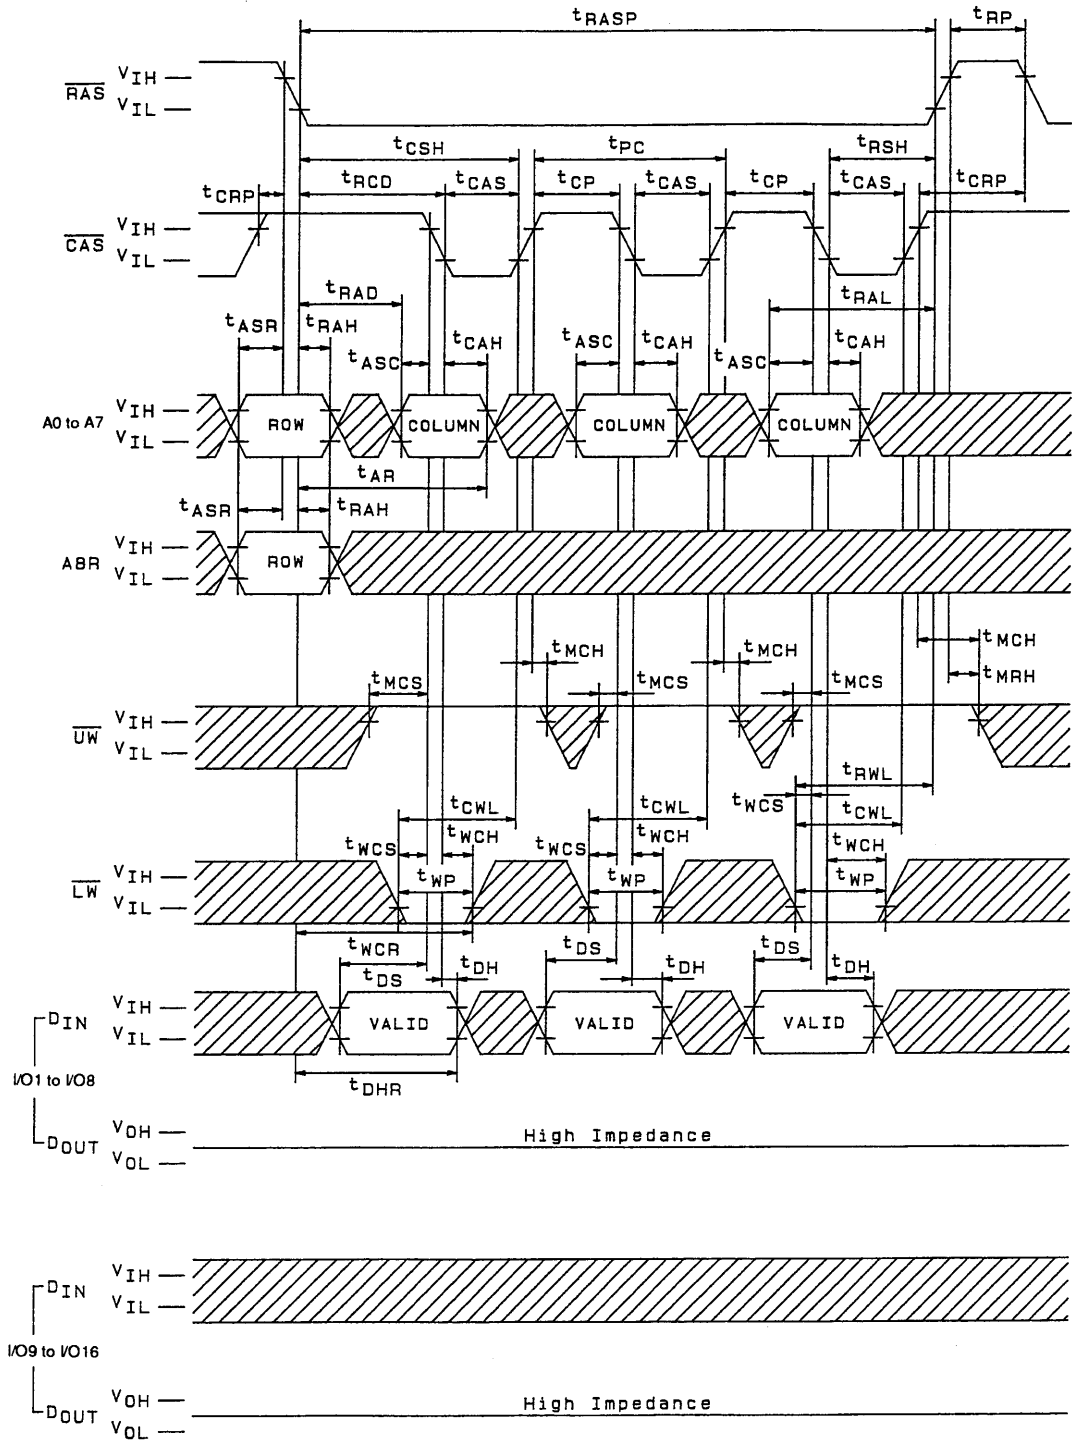 tRASP tRP
RAS VIH VIL
tCSH tPC tRSH
tCRP tRCD tCAS tCP tCAS tCP tCAS tCRP
CAS VIH VIL
tRAD tRAL
tASR tRAH tASC tCAH tASC tCAH tASC tCAH
A0 to A7 VIH VIL ROW COLUMN COLUMN COLUMN
tAR
tASR tRAH
A8R VIH VIL ROW
tMCH tMCH tMCH
tMCS tMCS tMCS tMRH
UW VIH VIL
tRWL
tCWL tCWL tWCS tCWL
tWCS tWCH tWCS tWCH tWCH
tWP tWP tWP
LW VIH VIL
tWCR
tDS tDH tDS tDH tDS tDH
DIN VIH VIL VALID VALID VALID
I/O1 to I/O8
tDHR
DOUT VOH VOL High Impedance
DIN VIH VIL
I/O9 to I/O16
DOUT VOH VOL High Impedance